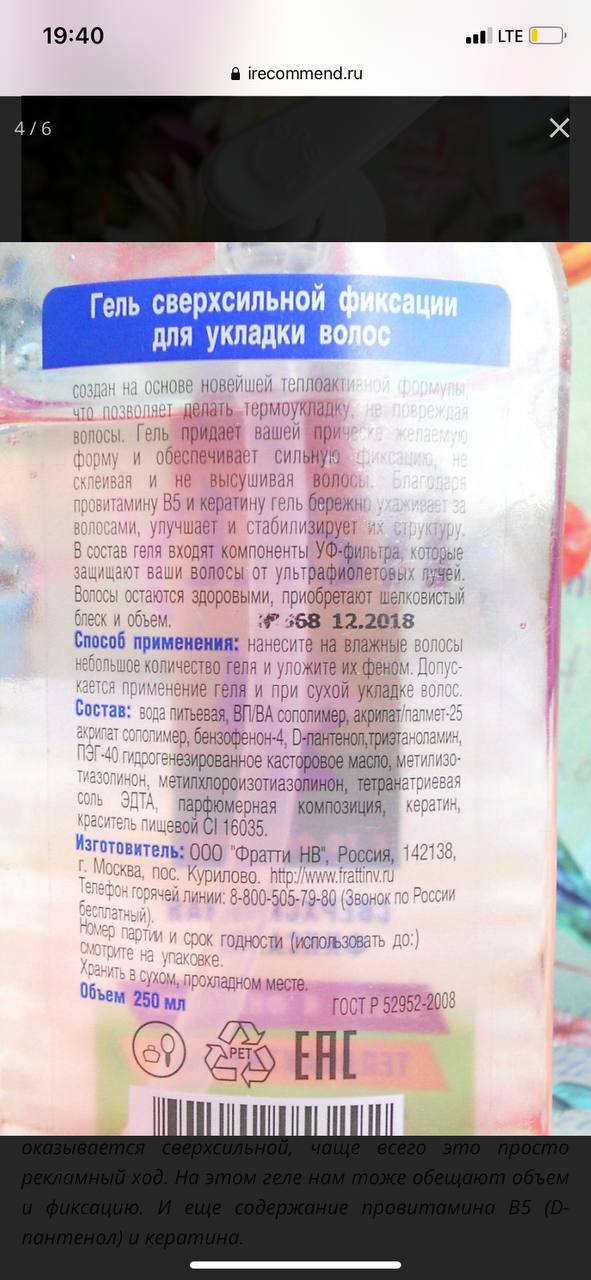 19:40
LTE
irecommend.ru
4 / 6
Гель сверхсильной фиксации
для укладки волос
создан на основе новейшей теплоактивной формулы,
что позволяет делать термоукладку, не повреждая
волосы. Гель придает вашей прическе желаемую
форму и обеспечивает сильную фиксацию, не
склеивая и не высушивая волосы. Благодаря
провитамину В5 и кератину гель бережно ухаживает за
волосами, улучшает и стабилизирует их структуру.
В состав геля входят компоненты УФ-фильтра, которые
защищают ваши волосы от ультрафиолетовых лучей.
Волосы остаются здоровыми, приобретают шелковистый
блеск и объем.
68 12.2018
Способ применения: нанесите на влажные волосы
небольшое количество геля и уложите их феном. Допус-
кается применение геля и при сухой укладке волос.
Состав: вода питьевая, ВП/ВА сополимер, акрилат/палмет-25
акрилат сополимер, бензофенон-4, D-пантенол,триэтаноламин,
ПЭГ-40 гидрогенезированное касторовое масло, метилизо-
тиазолинон, метилхлороизотиазолинон, тетранатриевая
соль ЭДТА, парфюмерная композиция, кератин,
краситель пищевой CI 16035.
Изготовитель: ООО "Фратти НВ", Россия, 142138,
г. Москва, пос. Курилово. http://www.frattinv.ru
Телефон горячей линии: 8-800-505-79-80 (Звонок по России
бесплатный).
Номер партии и срок годности (использовать до:)
смотрите на упаковке.
Хранить в сухом, прохладном месте.
Объем 250 мл
ГОСТ Р 52952-2008
PET
ЕАС
оказывается сверхсильной, чаще всего это просто
рекламный ход. На этом геле нам тоже обещают объем
и фиксацию. И еще содержание провитамина В5 (D-
пантенол) и кератина.